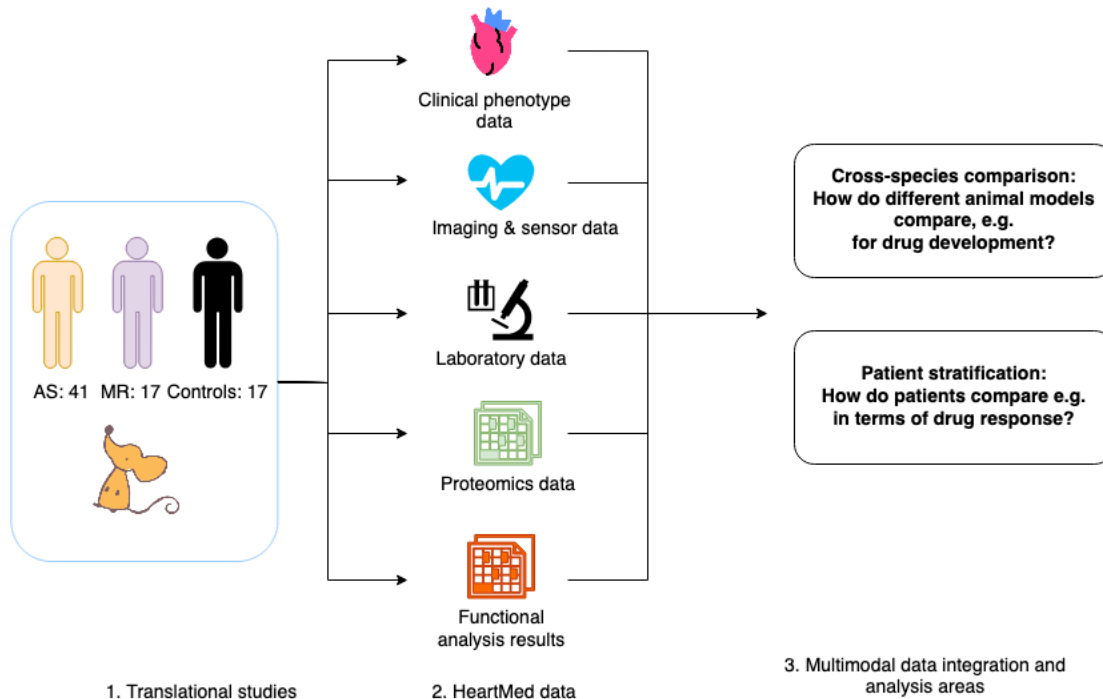 Clinical phenotype
data
Imaging & sensor data
Laboratory data
Proteomics data
Functional
analysis results
AS: 41 MR: 17 Controls: 17
Cross-species comparison:
How do different animal models
compare, e.g.
for drug development?
Patient stratification:
How do patients compare e.g.
in terms of drug response?
1. Translational studies
2. HeartMed data
3. Multimodal data integration and
analysis areas